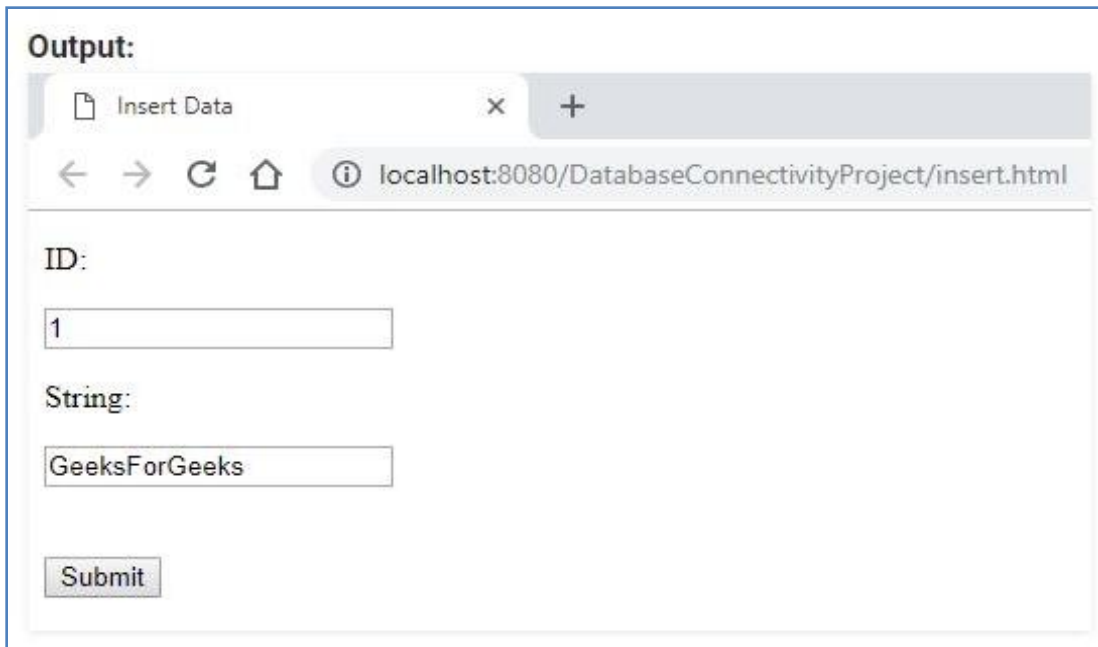 Output:
Insert Data
localhost:8080/DatabaseConnectivityProject/insert.html
ID:
1
String:
GeeksForGeeks
Submit